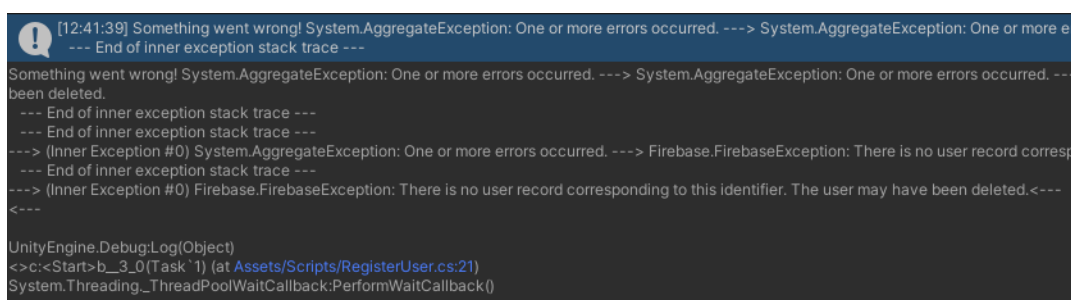 [12:41:39] Something went wrong! System.AggregateException: One or more errors occurred. ---> System.AggregateException: One or more e
--- End of inner exception stack trace ---
Something went wrong! System.AggregateException: One or more errors occurred. ---> System.AggregateException: One or more errors occurred. ---
been deleted.
--- End of inner exception stack trace ---
--- End of inner exception stack trace ---
---> (Inner Exception #0) System.AggregateException: One or more errors occurred. ---> Firebase.FirebaseException: There is no user record corresp
--- End of inner exception stack trace ---
---> (Inner Exception #0) Firebase.FirebaseException: There is no user record corresponding to this identifier. The user may have been deleted.<---
<---
UnityEngine.Debug:Log(Object)
<>c:<Start>b__3_0(Task`1) (at Assets/Scripts/RegisterUser.cs:21)
System.Threading._ThreadPoolWaitCallback:PerformWaitCallback()